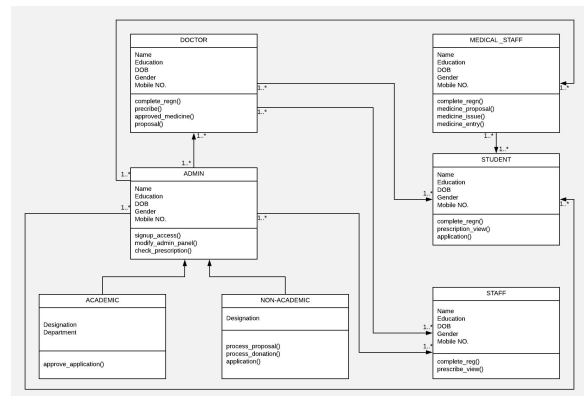 DOCTOR
Name
Education
DOB
Gender
Mobile NO.
complete_regn()
precribe()
approved_medicine()
proposal()
1..*
1..*
1..*
1..*
MEDICAL _STAFF
Name
Education
DOB
Gender
Mobile NO.
complete_regn()
medicine_proposal()
medicine_issue()
medicine_entry()
1..*
1..*
1..*
ADMIN
Name
Education
DOB
Gender
Mobile NO.
signup_access()
modify_admin_panel()
check_prescription()
1..*
1..*
1..*
STUDENT
Name
Education
DOB
Gender
Mobile NO.
complete_regn()
prescription_view()
application()
1..*
1..*
ACADEMIC
Designation
Department
approve_application()
NON-ACADEMIC
Designation
process_proposal()
process_donation()
application()
STAFF
Name
Education
DOB
Gender
Mobile NO.
complete_reg()
prescribe_view()
1..*
1..*